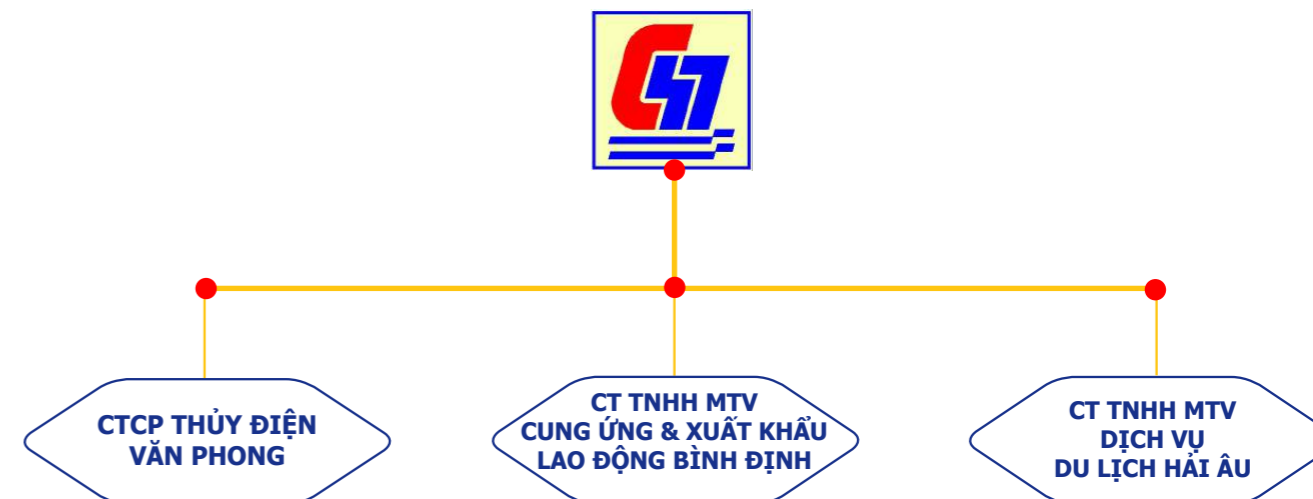 C47
CTCP THỦY ĐIỆN
VĂN PHONG
CT TNHH MTV
CUNG ỨNG & XUẤT KHẨU
LAO ĐỘNG BÌNH ĐỊNH
CT TNHH MTV
DỊCH VỤ
DU LỊCH HẢI ÂU